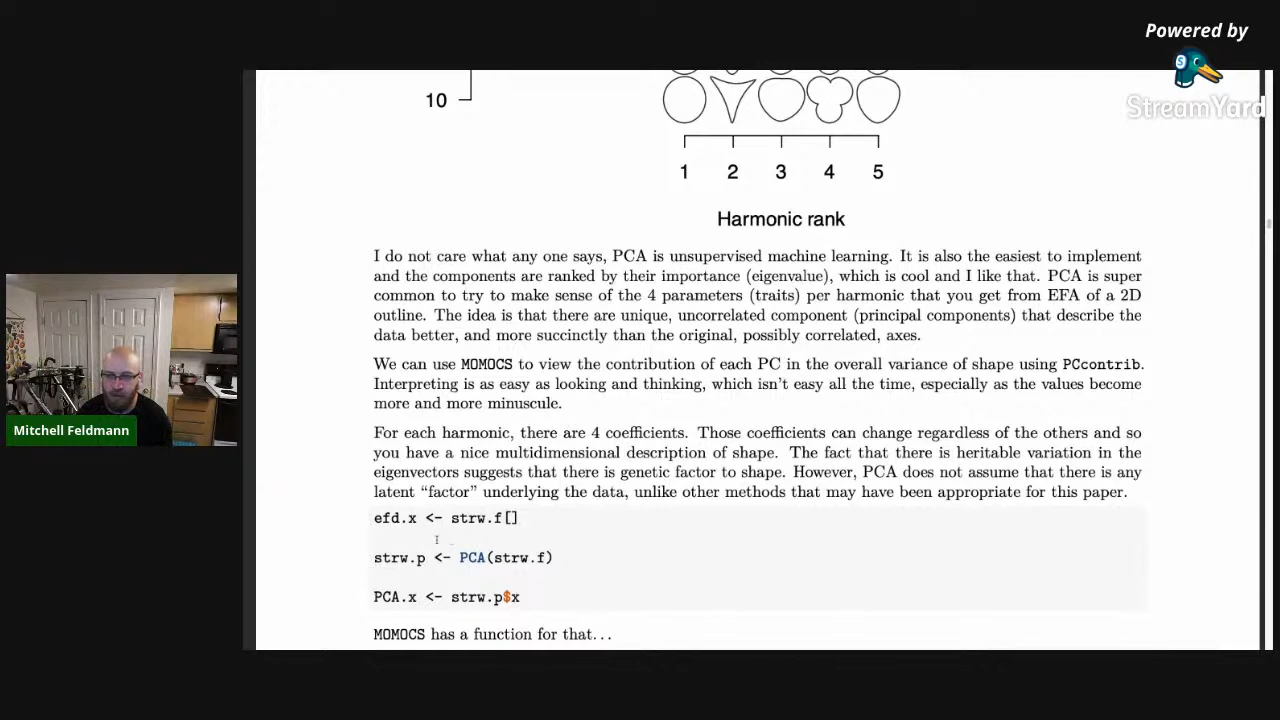 Powered by
S
StreamYard
10
1 2 3 4 5
Harmonic rank
I do not care what any one says, PCA is unsupervised machine learning. It is also the easiest to implement
and the components are ranked by their importance (eigenvalue), which is cool and I like that. PCA is super
common to try to make sense of the 4 parameters (traits) per harmonic that you get from EFA of a 2D
outline. The idea is that there are unique, uncorrelated component (principal components) that describe the
data better, and more succinctly than the original, possibly correlated, axes.
We can use MOMOCS to view the contribution of each PC in the overall variance of shape using PCcontrib.
Interpreting is as easy as looking and thinking, which isn't easy all the time, especially as the values become
more and more minuscule.
Mitchell Feldmann
For each harmonic, there are 4 coefficients. Those coefficients can change regardless of the others and so
you have a nice multidimensional description of shape. The fact that there is heritable variation in the
eigenvectors suggests that there is genetic factor to shape. However, PCA does not assume that there is any
latent “factor” underlying the data, unlike other methods that may have been appropriate for this paper.
efd.x <- strw.f[]
strw.p <- PCA(strw.f)
PCA.x <- strw.p$x
MOMOCS has a function for that...